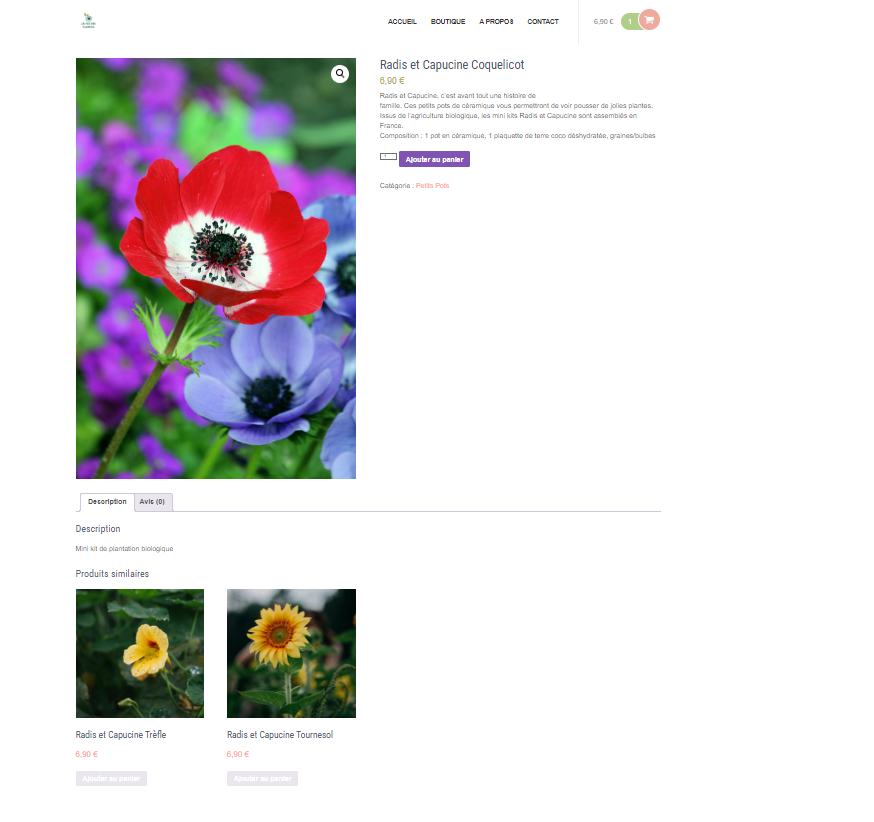 ACCUEIL BOUTIQUE A PROPOS CONTACT 6,90 € 1
Radis et Capucine Coquelicot
6,90 €
Radis et Capucine, c'est avant tout une histoire de
famille. Ces petits pots de céramique vous permettront de voir pousser de jolies plantes.
Issus de l'agriculture biologique, les mini kits Radis et Capucine sont assemblés en
France.
Composition : 1 pot en céramique, 1 plaquette de terre coco déshydratée, graines/bulbes
1 Ajouter au panier
Catégorie : Petits Pots
Description Avis (0)
Description
Mini kit de plantation biologique
Produits similaires
Radis et Capucine Trèfle
6,90 €
Ajouter au panier
Radis et Capucine Tournesol
6,90 €
Ajouter au panier